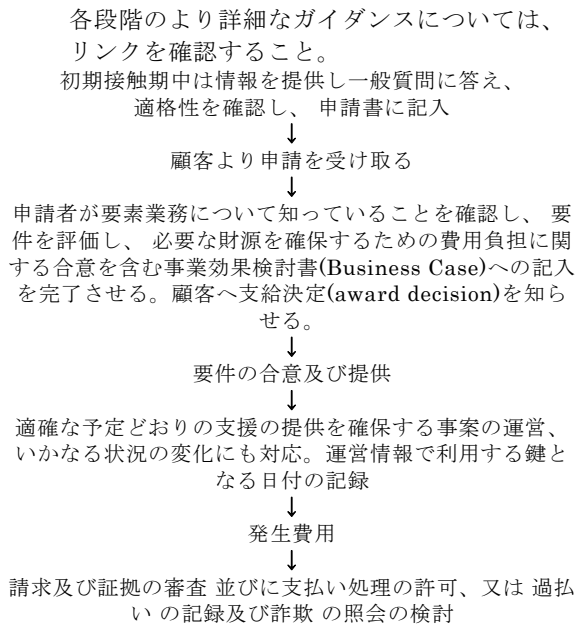 各段階のより詳細なガイダンスについては、
リンクを確認すること。
初期接触期中は情報を提供し一般質問に答え、
適格性を確認し、 申請書に記入
↓
顧客より申請を受け取る
↓
申請者が要素業務について知っていることを確認し、 要
件を評価し、 必要な財源を確保するための費用負担に関
する合意を含む事業効果検討書(Business Case)への記入
を完了させる。顧客へ支給決定(award decision)を知ら
せる。
↓
要件の合意及び提供
↓
適確な予定どおりの支援の提供を確保する事案の運営、
いかなる状況の変化にも対応。運営情報で利用する鍵と
なる日付の記録
↓
発生費用
↓
請求及び証拠の審査 並びに支払い処理の許可、又は 過払
い の記録及び詐欺 の照会の検討